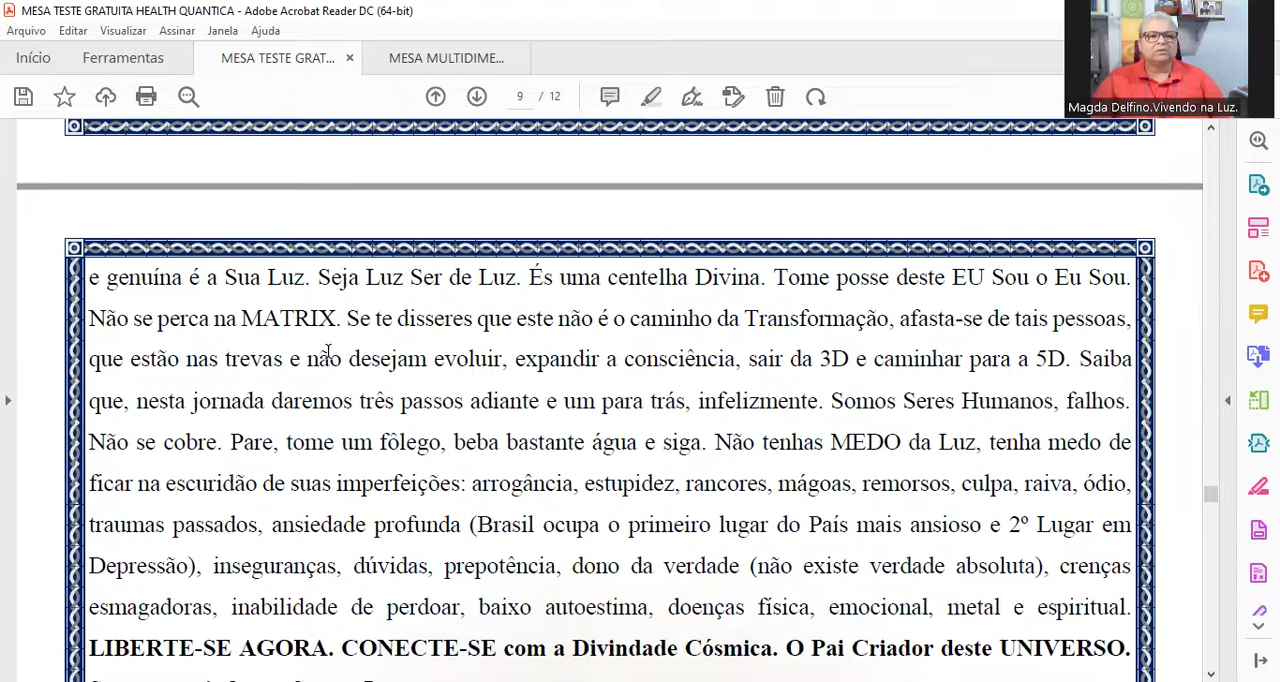 MESA TESTE GRATUITA HEALTH QUANTICA - Adobe Acrobat Reader DC (64-bit)
Arquivo Editar Visualizar Assinar Janela Ajuda
Início Ferramentas MESA TESTE GRAT... × MESA MULTIDIME...
9 / 12
Magda Delfino.Vivendo na Luz.
e genuína é a Sua Luz. Seja Luz Ser de Luz. És uma centelha Divina. Tome posse deste EU Sou o Eu Sou.
Não se perca na MATRIX. Se te disseres que este não é o caminho da Transformação, afasta-se de tais pessoas,
que estão nas trevas e não desejam evoluir, expandir a consciência, sair da 3D e caminhar para a 5D. Saiba
que, nesta jornada daremos três passos adiante e um para trás, infelizmente. Somos Seres Humanos, falhos.
Não se cobre. Pare, tome um fôlego, beba bastante água e siga. Não tenhas MEDO da Luz, tenha medo de
ficar na escuridão de suas imperfeições: arrogância, estupidez, rancores, mágoas, remorsos, culpa, raiva, ódio,
traumas passados, ansiedade profunda (Brasil ocupa o primeiro lugar do País mais ansioso e 2º Lugar em
Depressão), inseguranças, dúvidas, prepotência, dono da verdade (não existe verdade absoluta), crenças
esmagadoras, inabilidade de perdoar, baixo autoestima, doenças física, emocional, metal e espiritual.
LIBERTE-SE AGORA. CONECTE-SE com a Divindade Cósmica. O Pai Criador deste UNIVERSO.